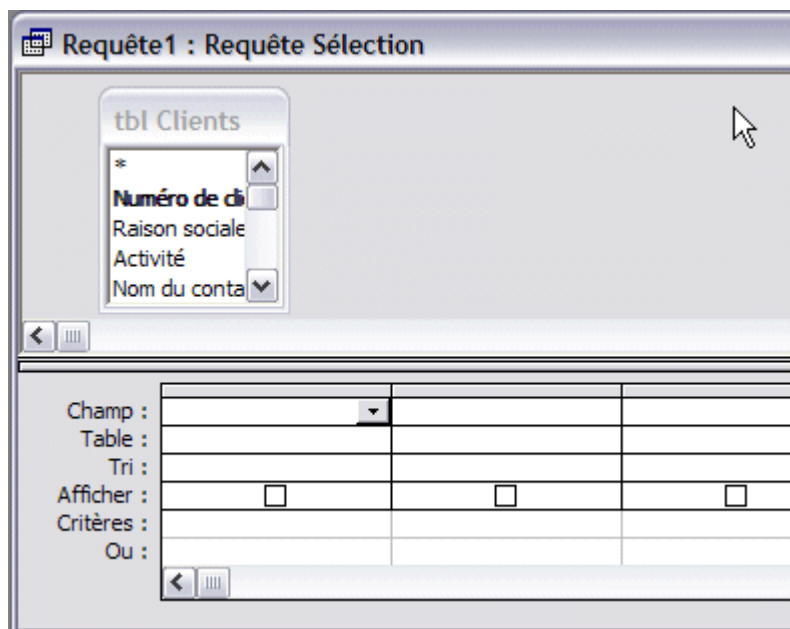 Requête1 : Requête Sélection
tbl Clients
*
Numéro de cli
Raison sociale
Activité
Nom du conta
Champ :
Table :
Tri :
Afficher :
Critères :
Ou :